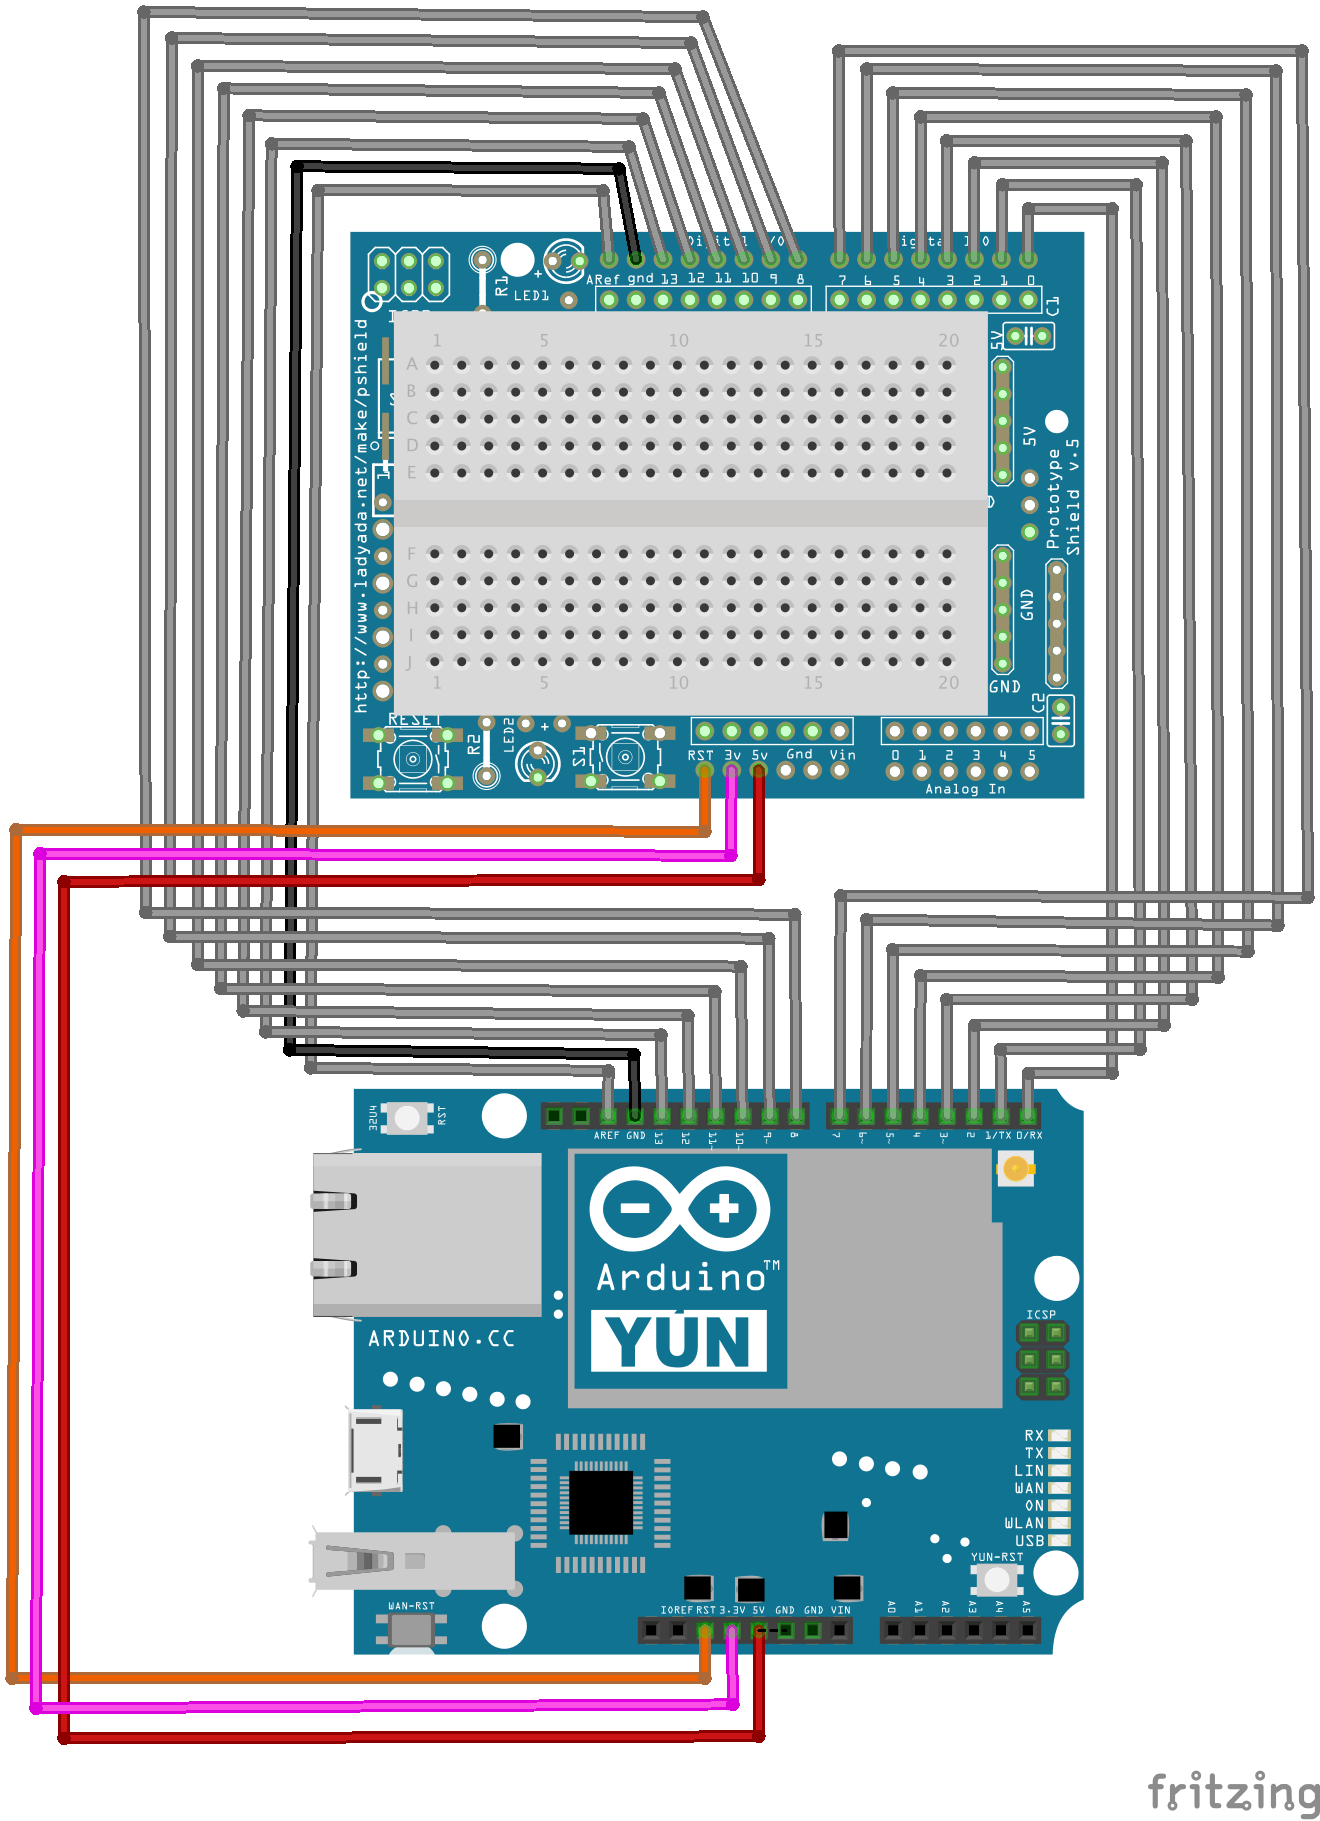 Digital I/O
Digital I/O
ARef gnd 13 12 11 10 9 8
7 6 5 4 3 2 1 0
R1
+
LED1
C1
5V
http://www.ladyada.net/make/pshield
1
1 5 10 15 20
A
B
C
D
E
F
G
H
I
J
1 5 10 15 20
5V
Prototype
Shield v.5
GND
GND
C2
RESET
R2
LED2
+
S1
RST 3v 5v Gnd Vin
0 1 2 3 4 5
Analog In
32U4
RST
AREF GND 13 12 11~ 10~ 9~ 8
7 6~ 5~ 4 3~ 2 1/TX 0/RX
Arduino™
YÚN
ARDUINO.CC
ICSP
RX
TX
LIN
WAN
ON
WLAN
USB
YUN-RST
WAN-RST
IOREF RST 3.3V 5V GND GND VIN
A0 A1 A2 A3 A4 A5
fritzing